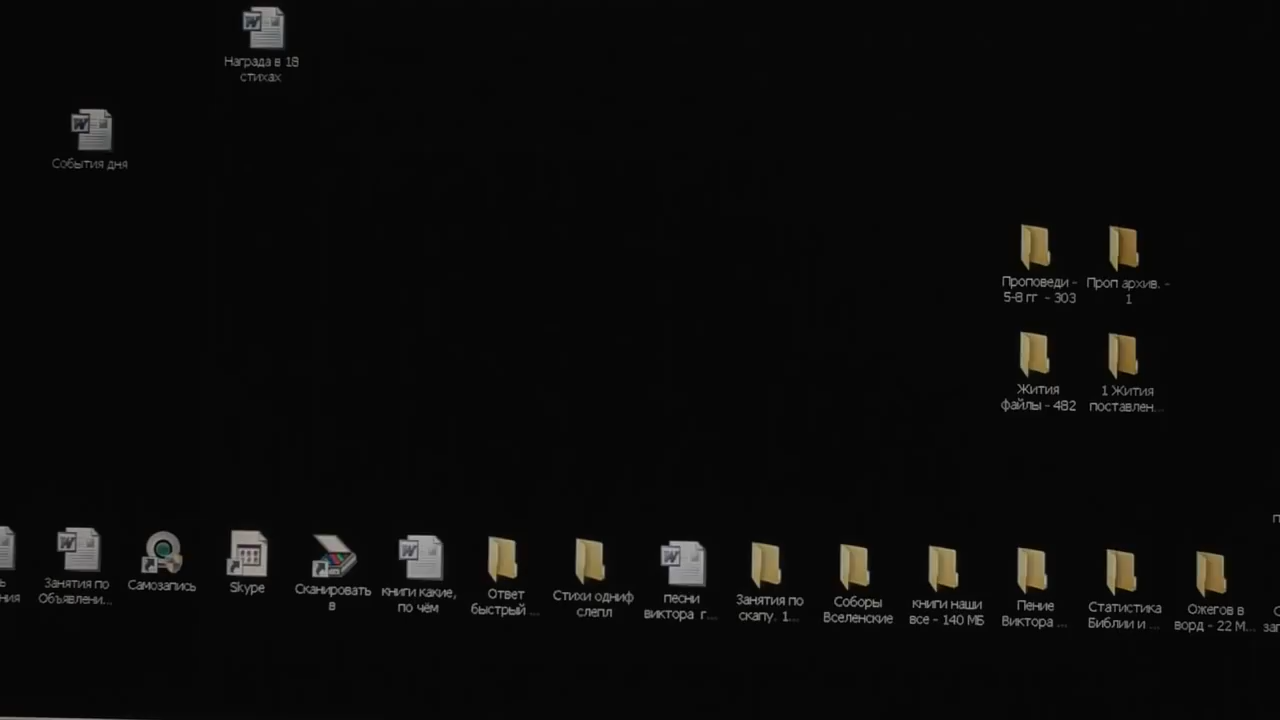 Награда в 18
стихах
События дня
Проповеди -
5-8 гг - 303
Проп архив. -
1
Жития
файлы - 482
1 Жития
поставлен...
ь
ния
Занятия по
Объявлени...
Самозапись
Skype
Сканировать
в
книги какие,
по чём
Ответ
быстрый ...
Стихи одниф
слепл
песни
виктора г...
Занятия по
скапу. 1...
Соборы
Вселенские
книги наши
все - 140 МБ
Пение
Виктора ...
Статистика
Библии и ...
Ожегов в
ворд - 22 М...